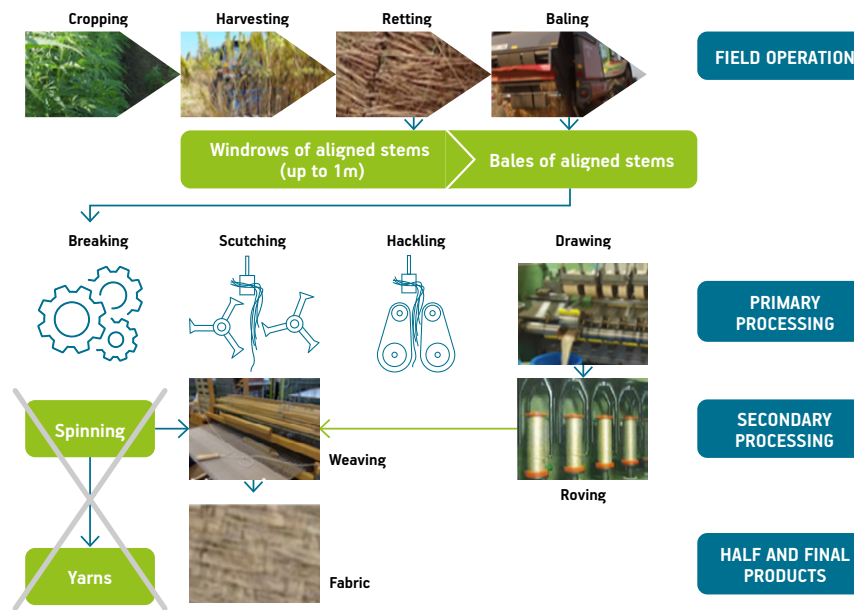 Cropping
Harvesting
Retting
Baling
FIELD OPERATION
Windrows of aligned stems
(up to 1m)
Bales of aligned stems
Breaking
Scutching
Hackling
Drawing
PRIMARY
PROCESSING
Spinning
Weaving
Roving
SECONDARY
PROCESSING
Yarns
Fabric
HALF AND FINAL
PRODUCTS